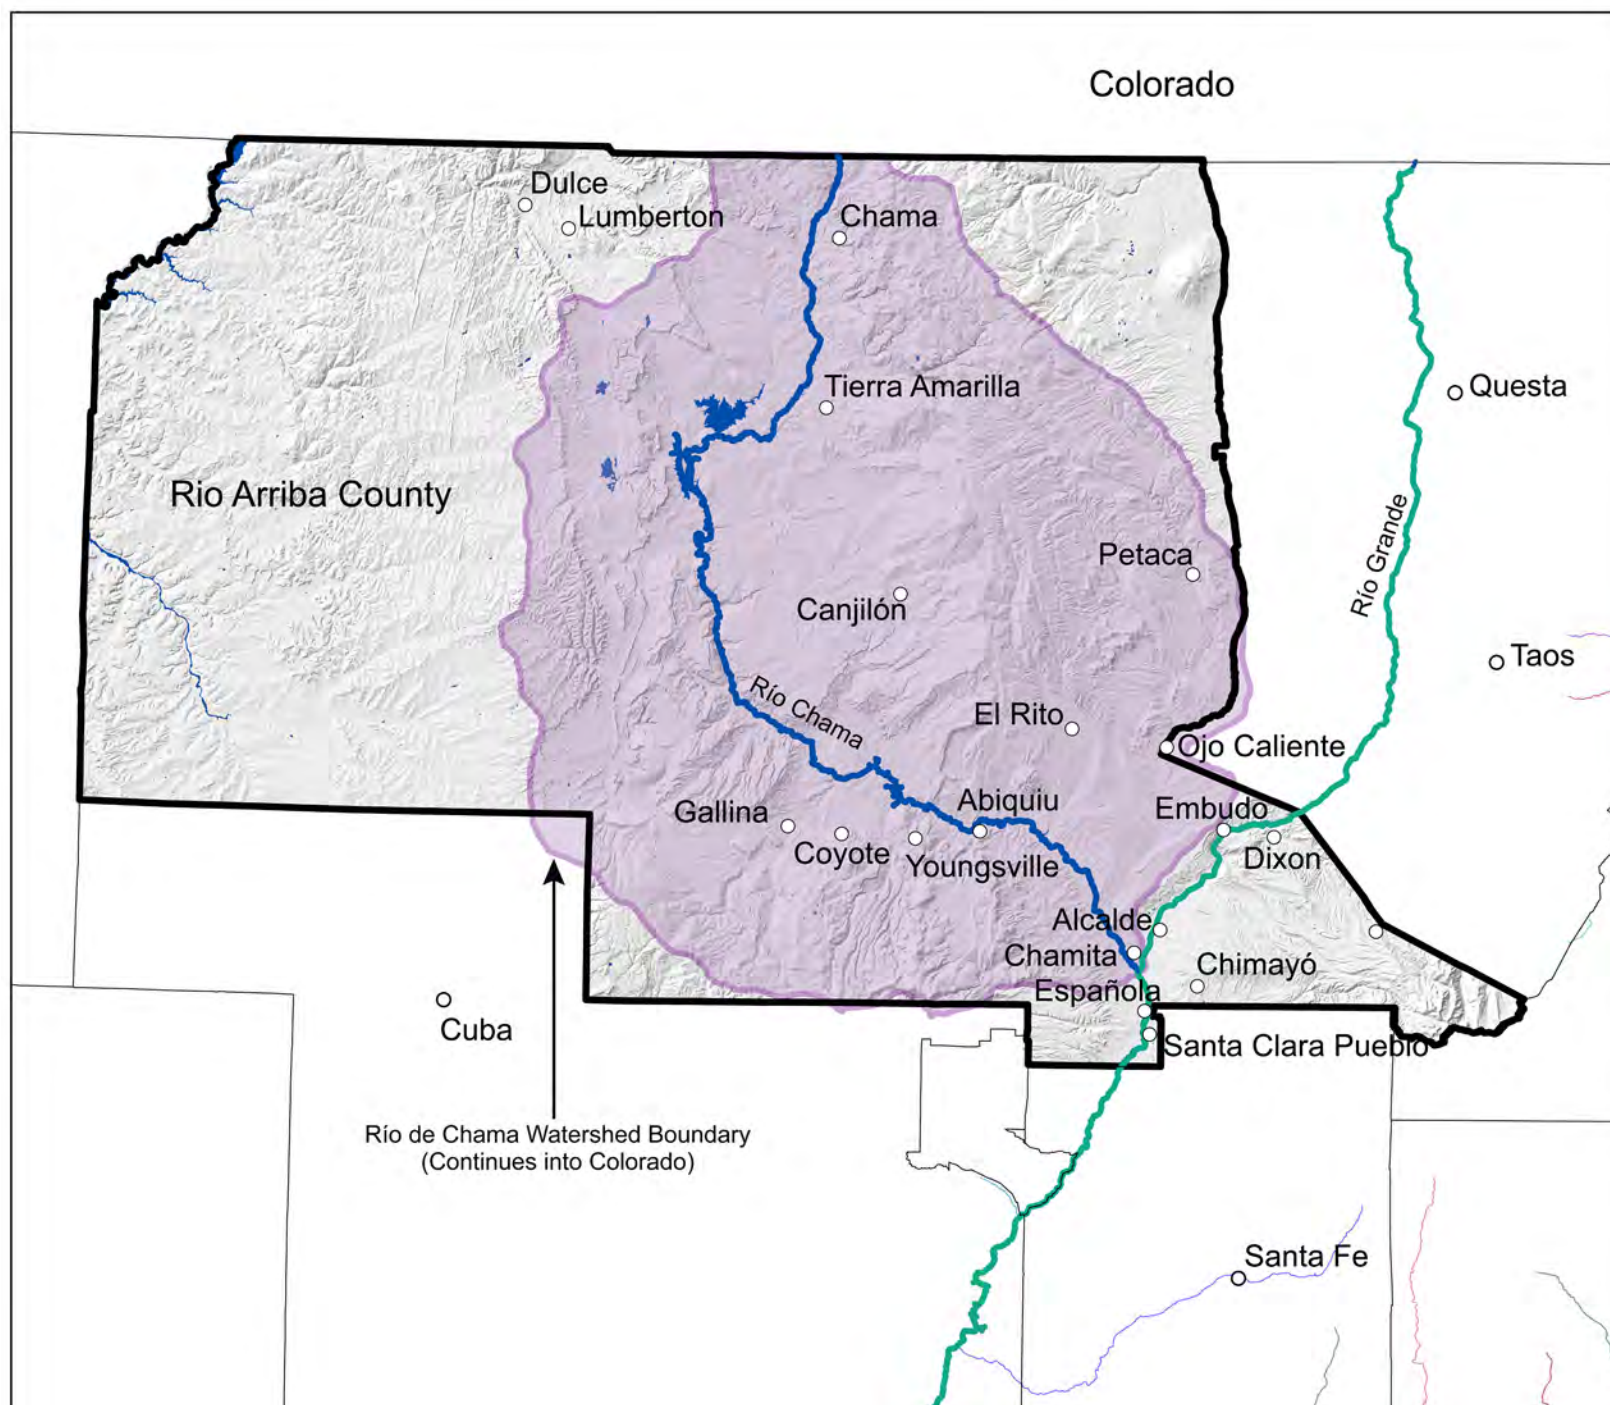 Colorado
Dulce
Lumberton
Chama
Tierra Amarilla
Questa
Rio Arriba County
Río Grande
Petaca
Canjilón
Taos
Río Chama
El Rito
Ojo Caliente
Abiquiu
Embudo
Gallina
Coyote
Youngsville
Dixon
Alcalde
Chamita
Chimayó
Española
Cuba
Santa Clara Pueblo
Río de Chama Watershed Boundary
(Continues into Colorado)
Santa Fe